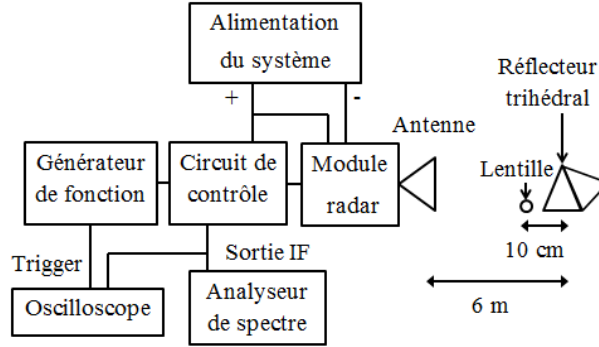 Alimentation
du système
+
-
Réflecteur
trihédral
Antenne
Générateur
de fonction
Circuit de
contrôle
Module
radar
Lentille
10 cm
Trigger
Sortie IF
6 m
Oscilloscope
Analyseur
de spectre